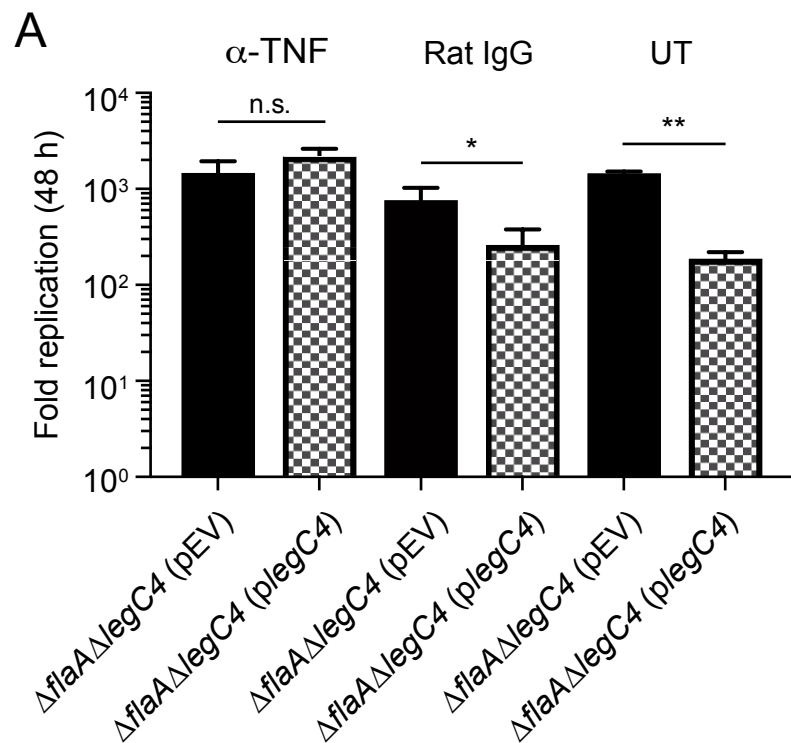 A
α-TNF Rat IgG UT
n.s. * **
Fold replication (48 h)
10⁴
10³
10²
10¹
10⁰
ΔflaAΔlegC4 (pEV)
ΔflaAΔlegC4 (plegC4)
ΔflaAΔlegC4 (pEV)
ΔflaAΔlegC4 (plegC4)
ΔflaAΔlegC4 (pEV)
ΔflaAΔlegC4 (plegC4)